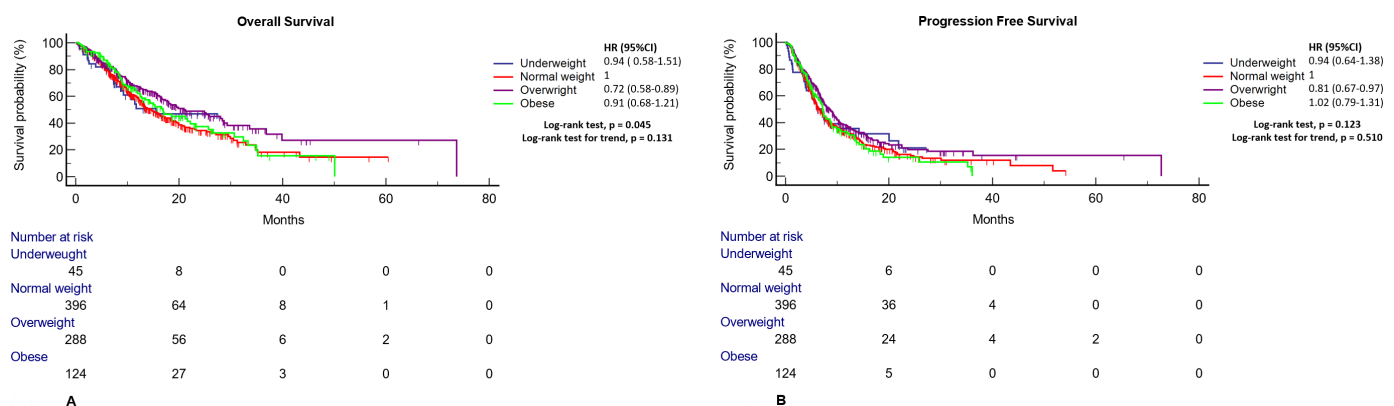 Overall Survival
Survival probability (%)
100
80
60
40
20
0
0 20 40 60 80
Months
HR (95%CI)
Underweight 0.94 ( 0.58-1.51)
Normal weight 1
Overwright 0.72 (0.58-0.89)
Obese 0.91 (0.68-1.21)
Log-rank test, p = 0.045
Log-rank test for trend, p = 0.131
Number at risk
Underweught
45 8 0 0 0
Normal weight
396 64 8 1 0
Overweight
288 56 6 2 0
Obese
124 27 3 0 0
A
Progression Free Survival
Survival probability (%)
100
80
60
40
20
0
0 20 40 60 80
Months
HR (95%CI)
Underweight 0.94 (0.64-1.38)
Normal weight 1
Overwright 0.81 (0.67-0.97)
Obese 1.02 (0.79-1.31)
Log-rank test, p = 0.123
Log-rank test for trend, p = 0.510
Number at risk
Underweight
45 6 0 0 0
Normal weight
396 36 4 0 0
Overweight
288 24 4 2 0
Obese
124 5 0 0 0
B